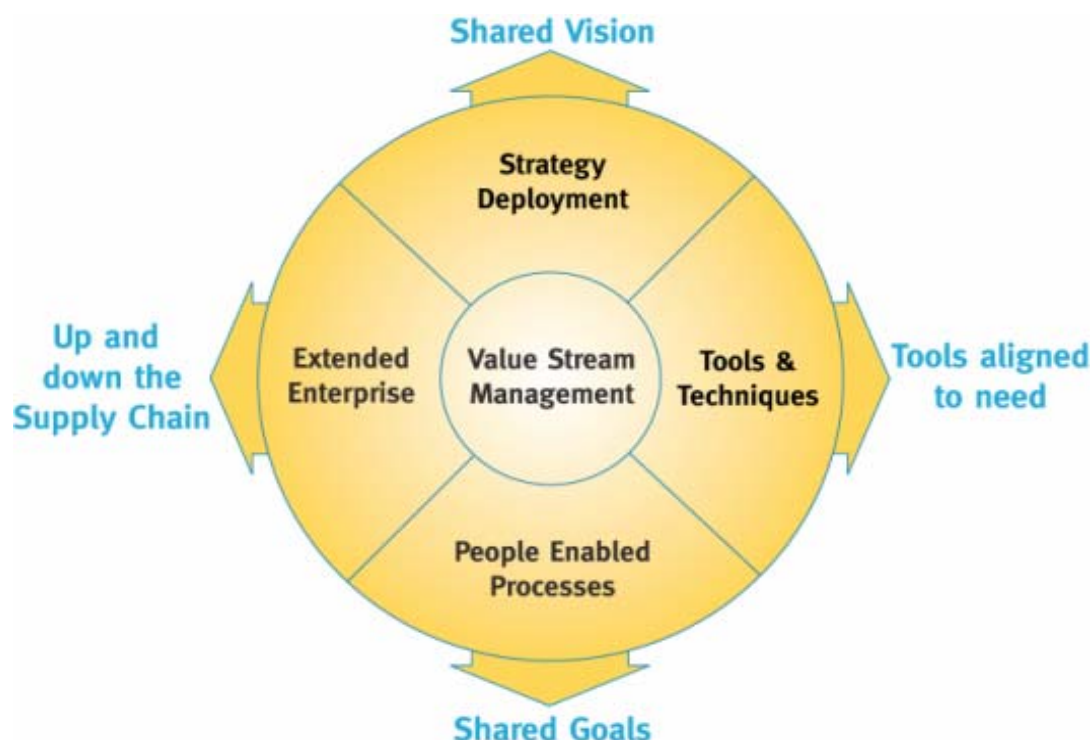 Shared Vision
Strategy
Deployment
Up and
down the
Supply Chain
Extended
Enterprise
Value Stream
Management
Tools &
Techniques
Tools aligned
to need
People Enabled
Processes
Shared Goals